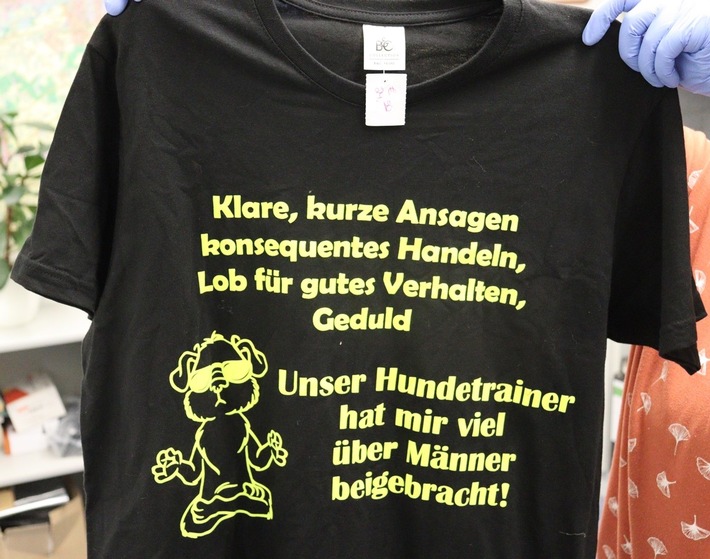 B&C
Klare, kurze Ansagen
konsequentes Handeln,
Lob für gutes Verhalten,
Geduld
Unser Hundetrainer
hat mir viel
über Männer
beigebracht!